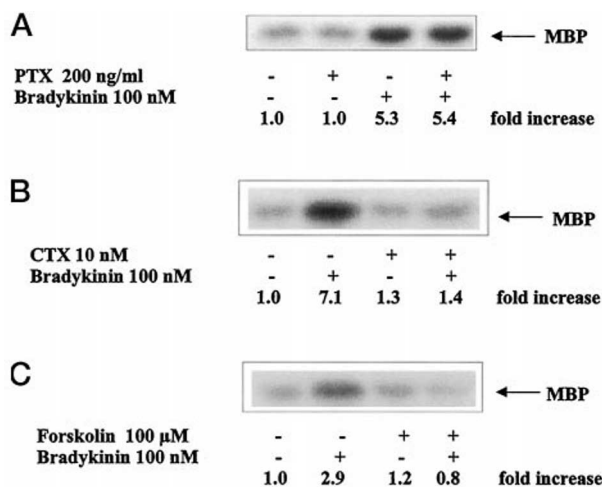 A
MBP
PTX 200 ng/ml - + - +
Bradykinin 100 nM - - + +
1.0 1.0 5.3 5.4 fold increase
B
MBP
CTX 10 nM - - + +
Bradykinin 100 nM - + - +
1.0 7.1 1.3 1.4 fold increase
C
MBP
Forskolin 100 µM - - + +
Bradykinin 100 nM - + - +
1.0 2.9 1.2 0.8 fold increase